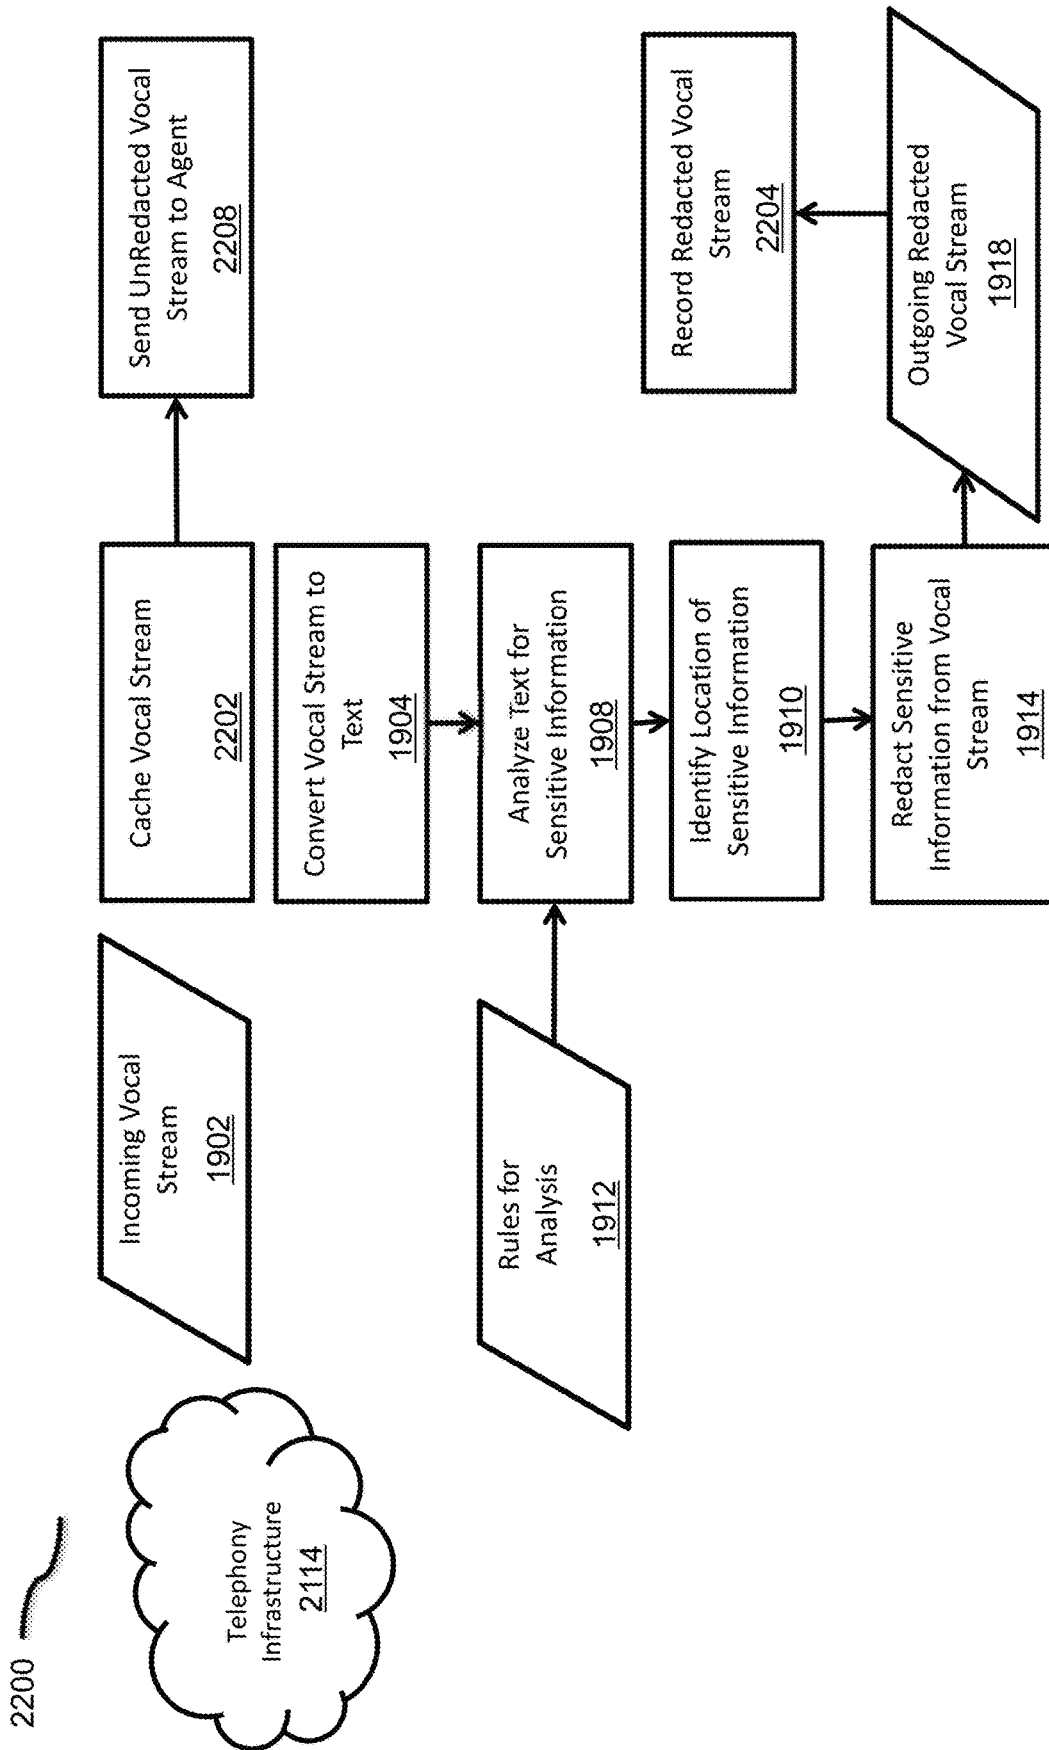 2200
Telephony
Infrastructure
2114
Incoming Vocal
Stream
1902
Cache Vocal Stream
2202
Send UnRedacted Vocal
Stream to Agent
2208
Convert Vocal Stream to
Text
1904
Rules for
Analysis
1912
Analyze Text for
Sensitive Information
1908
Identify Location of
Sensitive Information
1910
Record Redacted Vocal
Stream
2204
Redact Sensitive
Information from Vocal
Stream
1914
Outgoing Redacted
Vocal Stream
1918